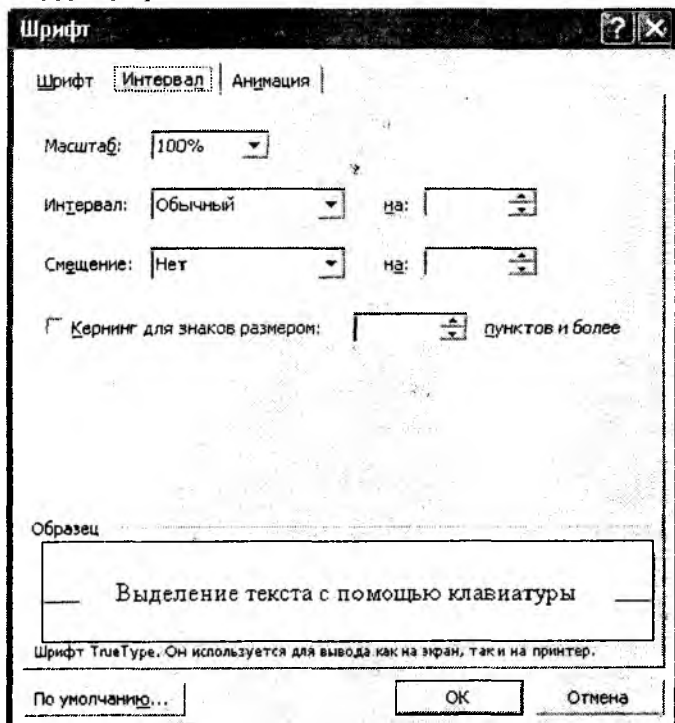 Шрифт
Шрифт Интервал Анимация
Масштаб: 100%
Интервал: Обычный на:
Смещение: Нет на:
Кернинг для знаков размером: пунктов и более
Образец
Выделение текста с помощью клавиатуры
Шрифт TrueType. Он используется для вывода как на экран, так и на принтер.
По умолчанию... ОК Отмена